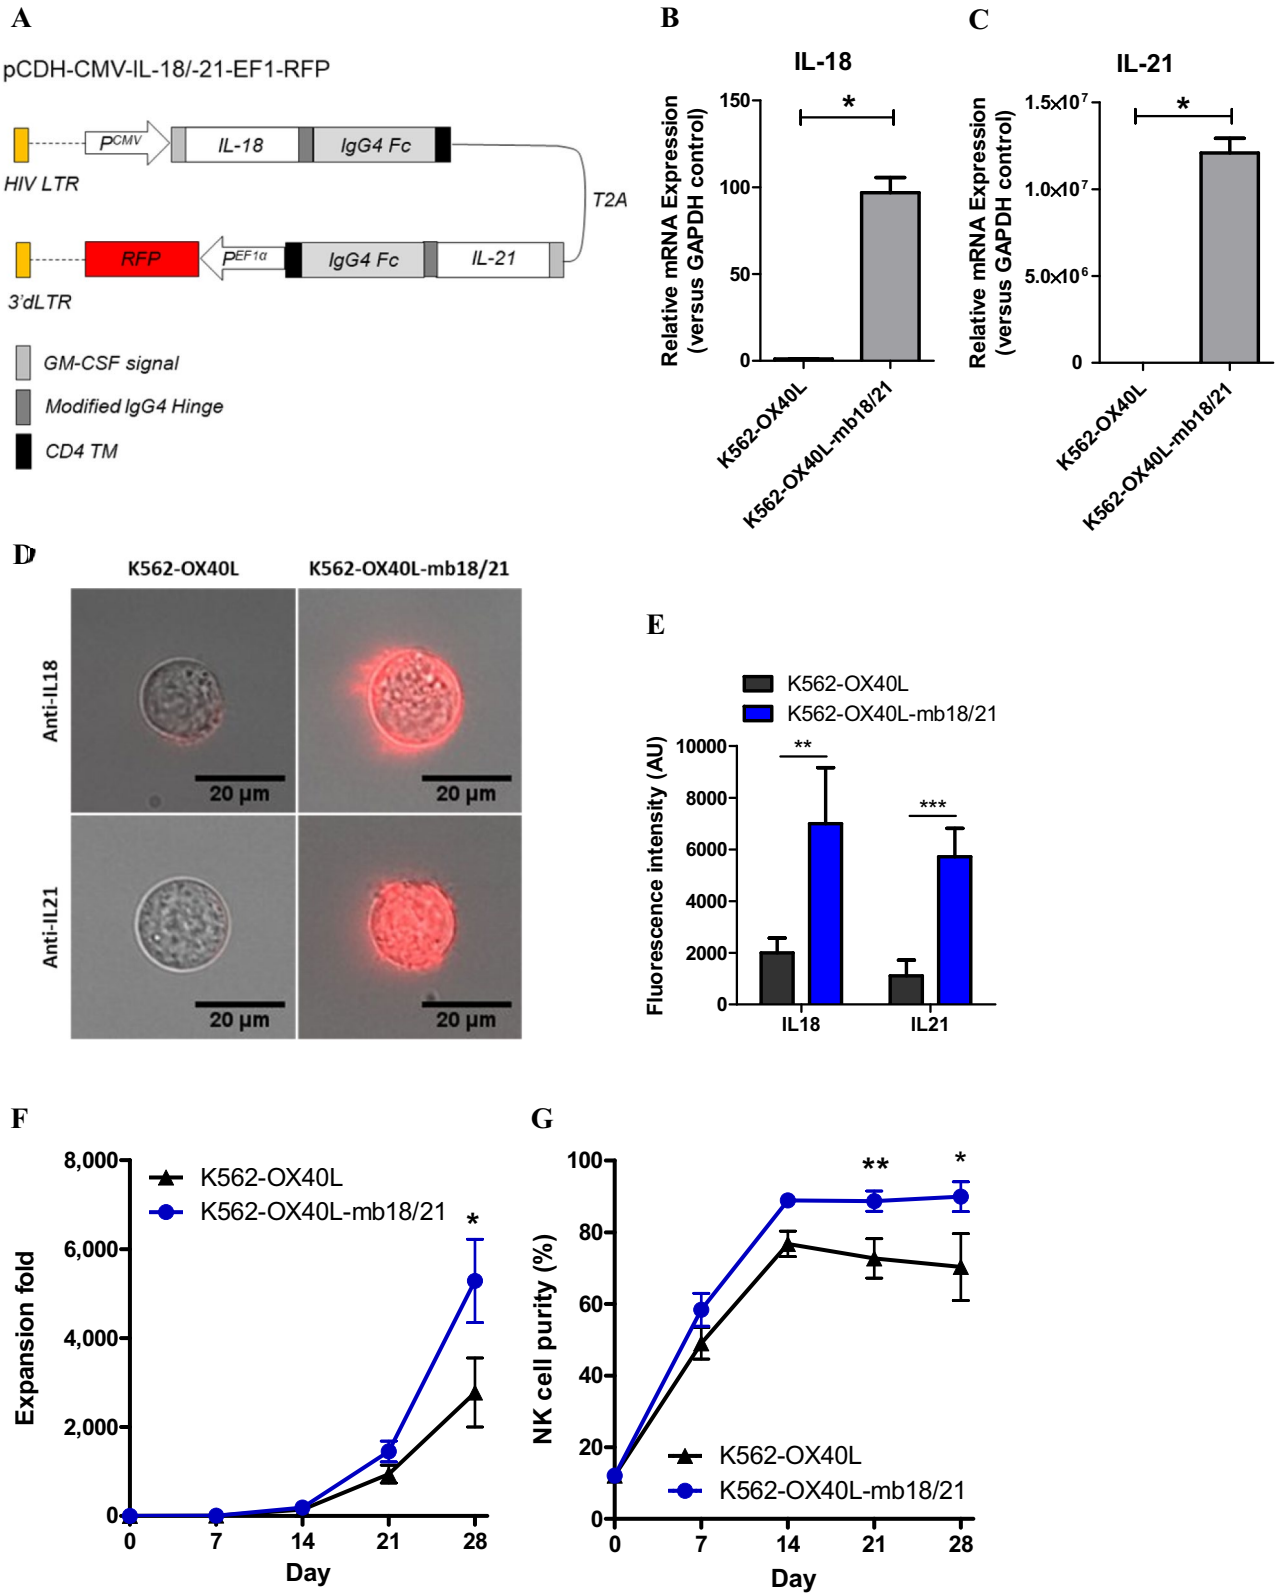 A
pCDH-CMV-IL-18/-21-EF1-RFP
PCMV
IL-18
IgG4 Fc
HIV LTR
T2A
RFP
PEF1α
IgG4 Fc
IL-21
3'dLTR
GM-CSF signal
Modified IgG4 Hinge
CD4 TM
B
IL-18
Relative mRNA Expression
(versus GAPDH control)
150
100
50
0
*
K562-OX40L
K562-OX40L-mb18/21
C
IL-21
Relative mRNA Expression
(versus GAPDH control)
1.5×10⁷
1.0×10⁷
5.0×10⁶
0
*
K562-OX40L
K562-OX40L-mb18/21
D
K562-OX40L
K562-OX40L-mb18/21
Anti-IL18
20 µm
20 µm
Anti-IL21
20 µm
20 µm
E
K562-OX40L
K562-OX40L-mb18/21
Fluorescence intensity (AU)
10000
8000
6000
4000
2000
0
**
***
IL18
IL21
F
Expansion fold
8,000
6,000
4,000
2,000
0
K562-OX40L
K562-OX40L-mb18/21
*
0
7
14
21
28
Day
G
NK cell purity (%)
100
80
60
40
20
0
**
*
K562-OX40L
K562-OX40L-mb18/21
0
7
14
21
28
Day